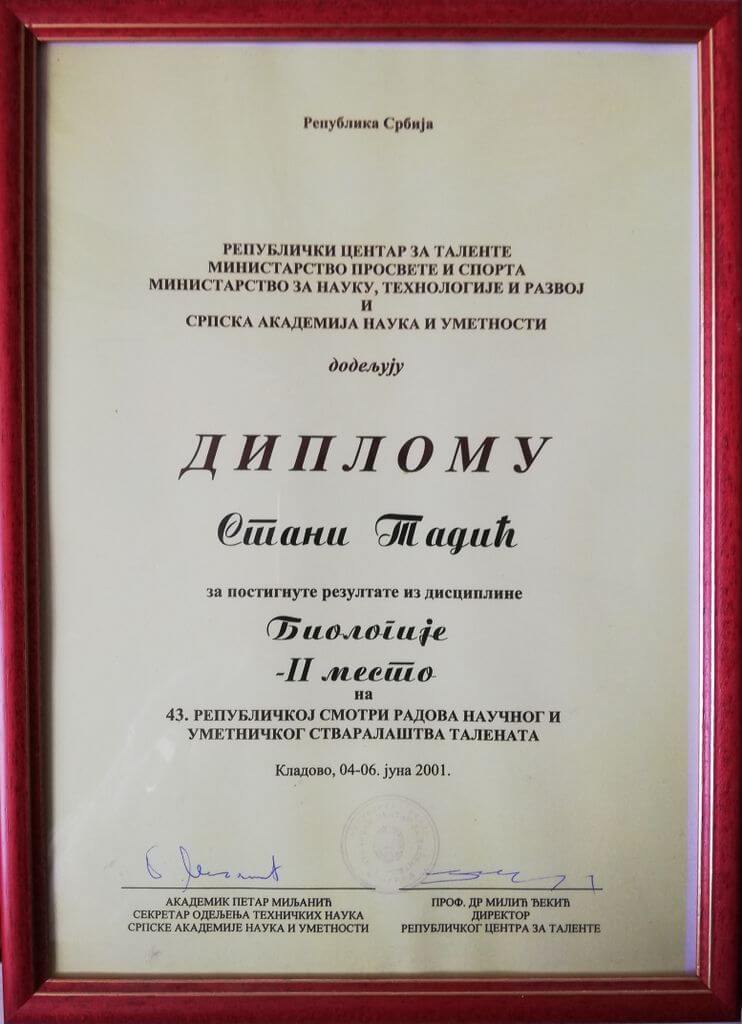 Република Србија
РЕПУБЛИЧКИ ЦЕНТАР ЗА ТАЛЕНТЕ
МИНИСТАРСТВО ПРОСВЕТЕ И СПОРТА
МИНИСТАРСТВО ЗА НАУКУ, ТЕХНОЛОГИЈЕ И РАЗВОЈ
И
СРПСКА АКАДЕМИЈА НАУКА И УМЕТНОСТИ
додељују
ДИПЛОМУ
Стани Тадић
за постигнуте резултате из дисциплине
Биологије
-II место
на
43. РЕПУБЛИЧКОЈ СМОТРИ РАДОВА НАУЧНОГ И
УМЕТНИЧКОГ СТВАРАЛАШТВА ТАЛЕНАТА
Кладово, 04-06. јуна 2001.
АКАДЕМИК ПЕТАР МИЉАНИЋ
СЕКРЕТАР ОДЕЉЕЊА ТЕХНИЧКИХ НАУКА
СРПСКЕ АКАДЕМИЈЕ НАУКА И УМЕТНОСТИ
ПРОФ. ДР МИЛИЋ ЂЕКИЋ
ДИРЕКТОР
РЕПУБЛИЧКОГ ЦЕНТРА ЗА ТАЛЕНТЕ